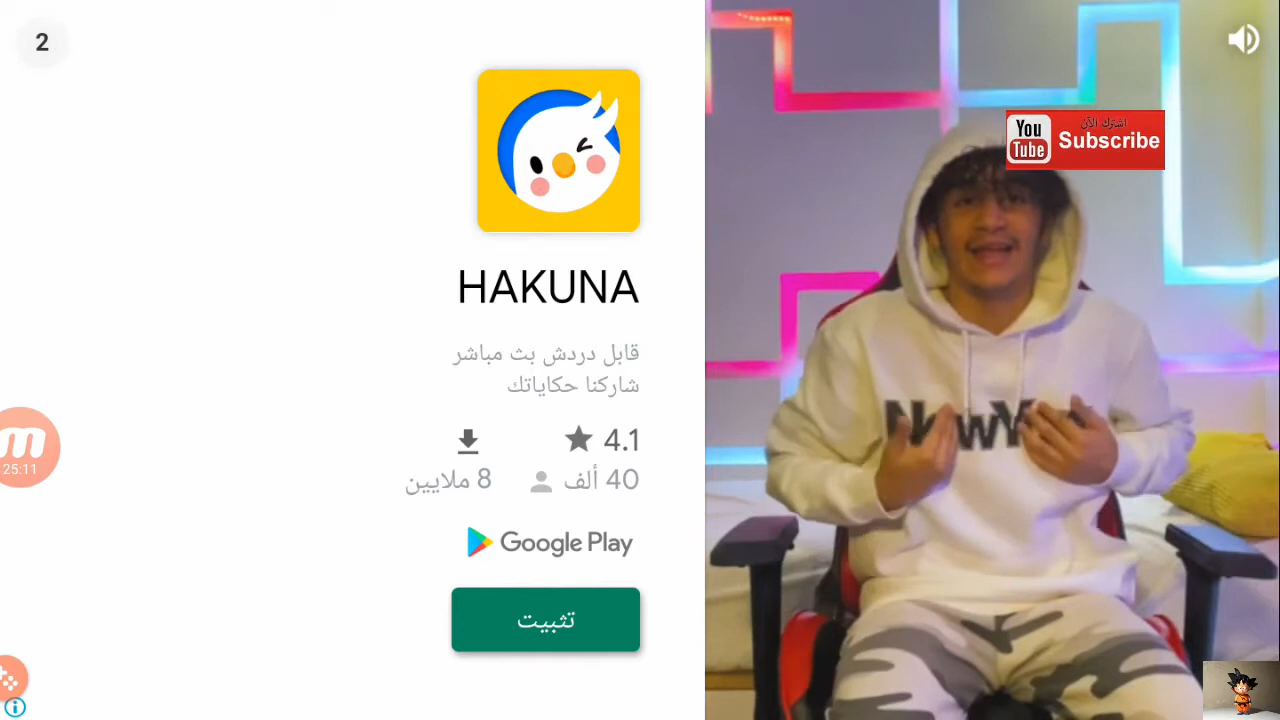 2
HAKUNA
قابل دردش بث مباشر
شاركنا حكاياتك
4.1
40 ألف
8 ملايين
Google Play
تثبيت
25:11
You
Tube
اشترك الآن
Subscribe